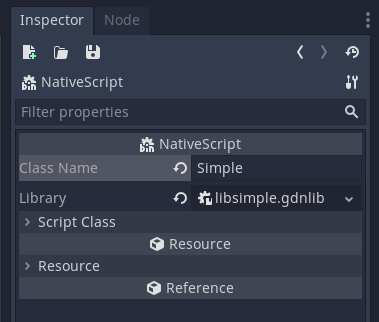 Inspector Node
NativeScript
Filter properties
NativeScript
Class Name Simple
Library libsimple.gdnlib
Script Class
Resource
Resource
Reference